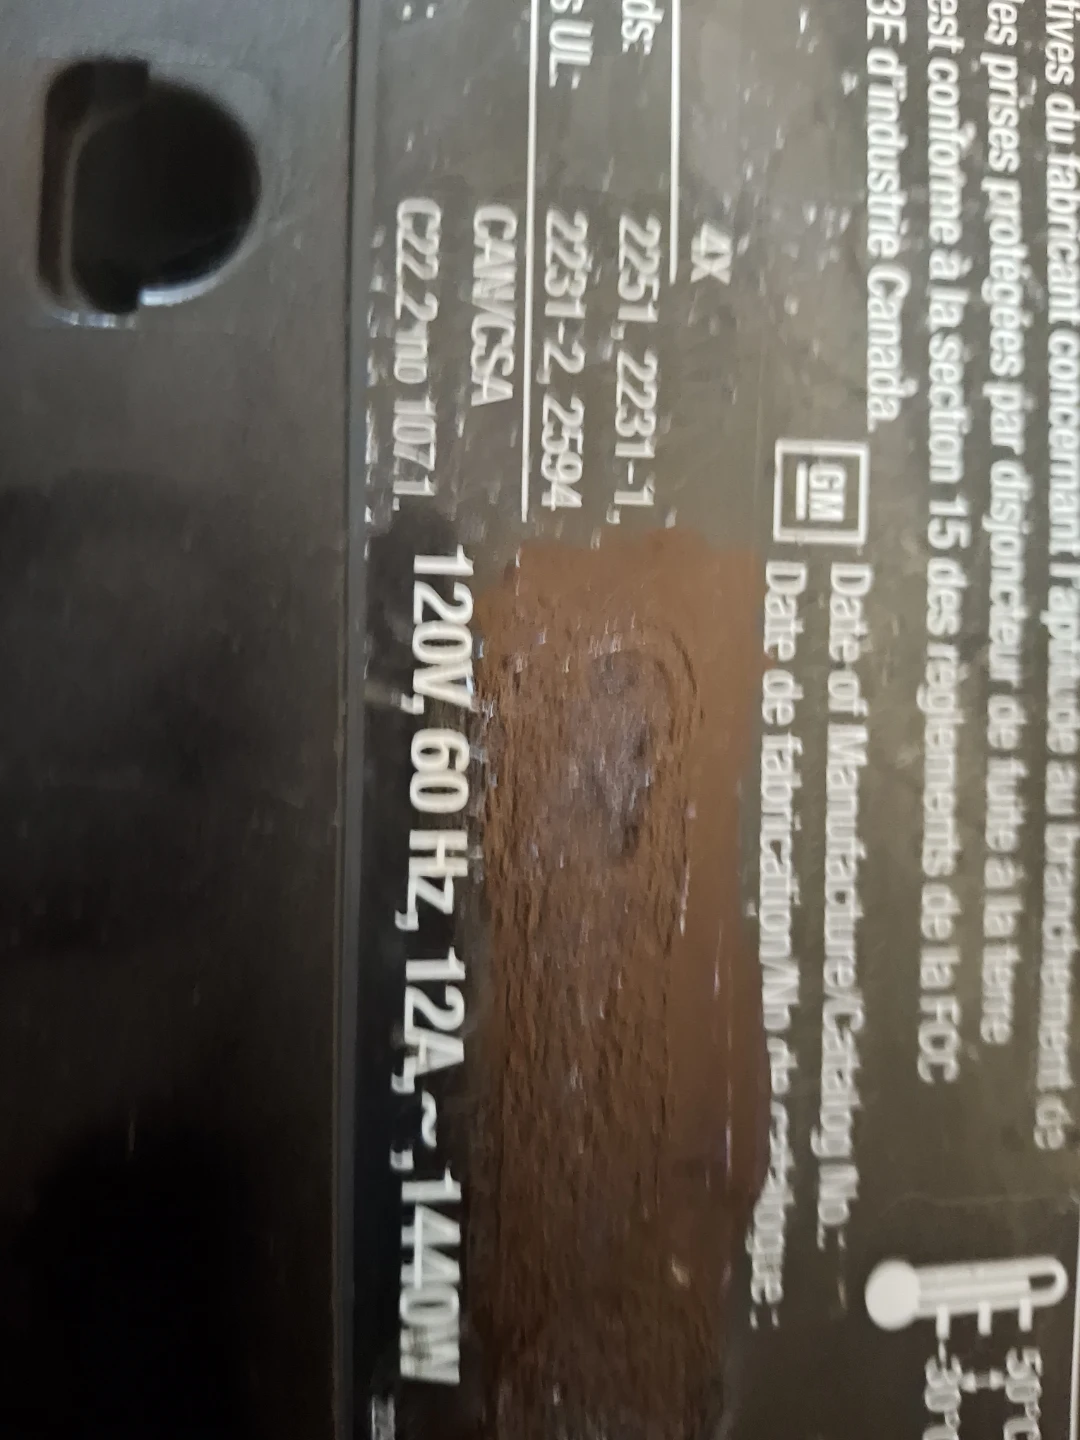 tives du fabricant concernant l'aptitude au branchement de
les prises protégées par disjoncteur de fuite à la terre
est conforme à la section 15 des règlements de la FCC
3E d'industrie Canada.
50°C
-30°C
GM
Date of Manufacture/Catalog No.:
Date de fabrication/No de catalogue :
4X
ds:
2251, 2231-1,
s UL
2231-2, 2594
CAN/CSA
C22.2 no 107.1.
120V, 60 Hz, 12A, ~ ,1440W